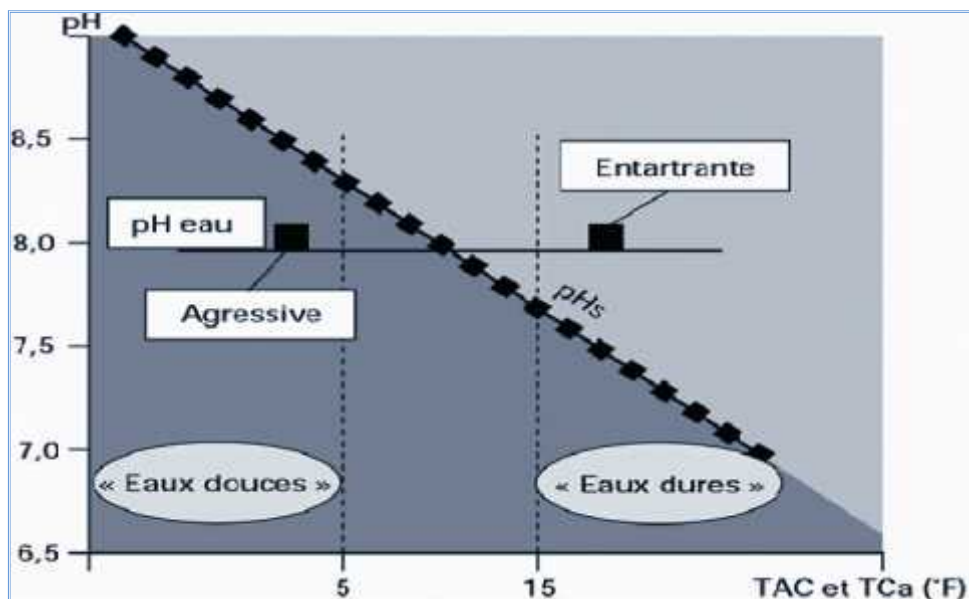 pH
8,5
Entartrante
pH eau
8,0
Agressive
pHs
7,5
7,0
« Eaux douces »
« Eaux dures »
6,5
5
15
TAC et TCa (°F)